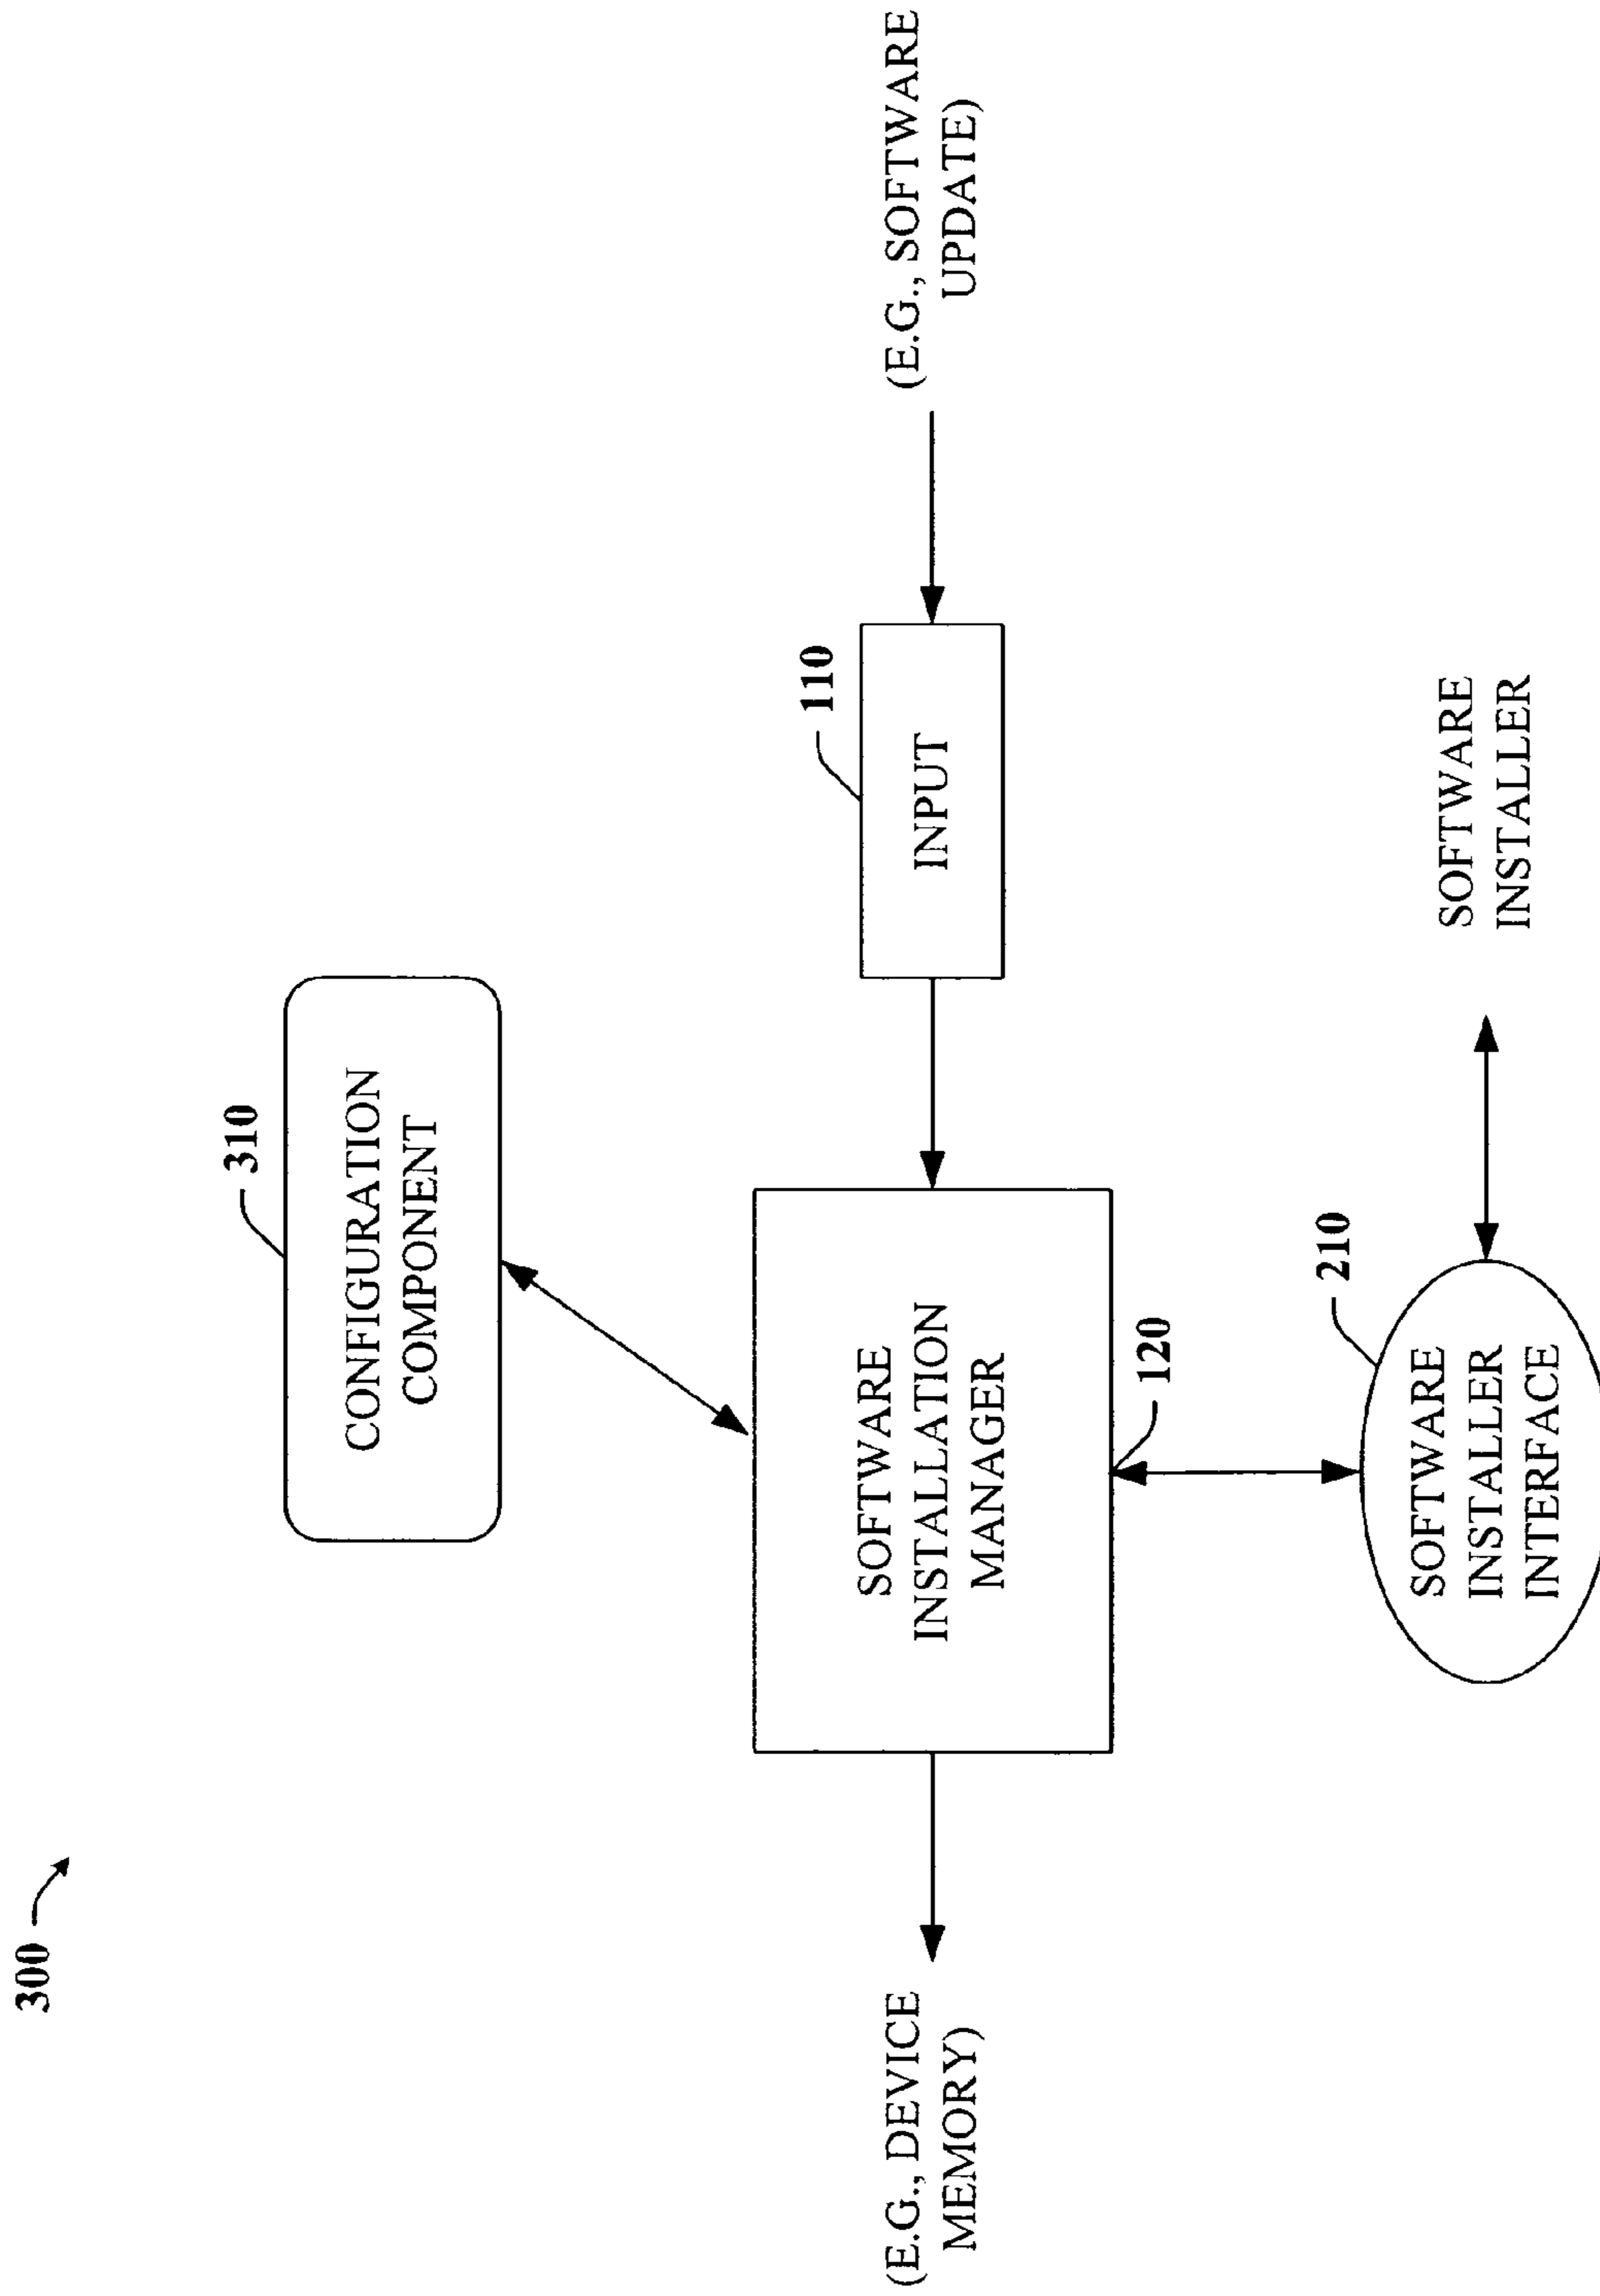 300
310
CONFIGURATION
COMPONENT
(E.G., DEVICE
MEMORY)
SOFTWARE
INSTALLATION
MANAGER
120
110
INPUT
(E.G., SOFTWARE
UPDATE)
210
SOFTWARE
INSTALLER
INTERFACE
SOFTWARE
INSTALLER